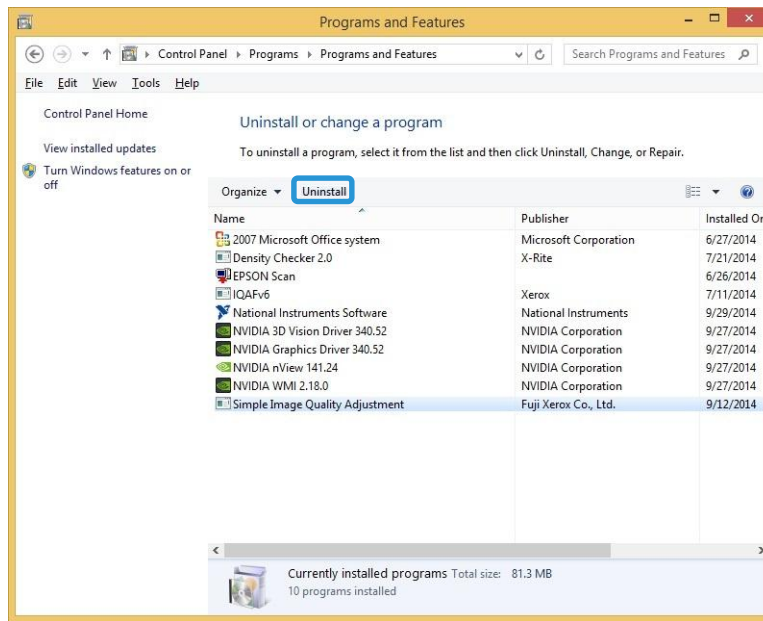 Programs and Features
Control Panel Programs Programs and Features
Search Programs and Features
File Edit View Tools Help
Control Panel Home
View installed updates
Turn Windows features on or
off
Uninstall or change a program
To uninstall a program, select it from the list and then click Uninstall, Change, or Repair.
Organize Uninstall
Name Publisher Installed Or
2007 Microsoft Office system Microsoft Corporation 6/27/2014
Density Checker 2.0 X-Rite 7/21/2014
EPSON Scan 6/26/2014
IQAFv6 Xerox 7/11/2014
National Instruments Software National Instruments 9/29/2014
NVIDIA 3D Vision Driver 340.52 NVIDIA Corporation 9/27/2014
NVIDIA Graphics Driver 340.52 NVIDIA Corporation 9/27/2014
NVIDIA nView 141.24 NVIDIA Corporation 9/27/2014
NVIDIA WMI 2.18.0 NVIDIA Corporation 9/27/2014
Simple Image Quality Adjustment Fuji Xerox Co., Ltd. 9/12/2014
Currently installed programs Total size: 81.3 MB
10 programs installed